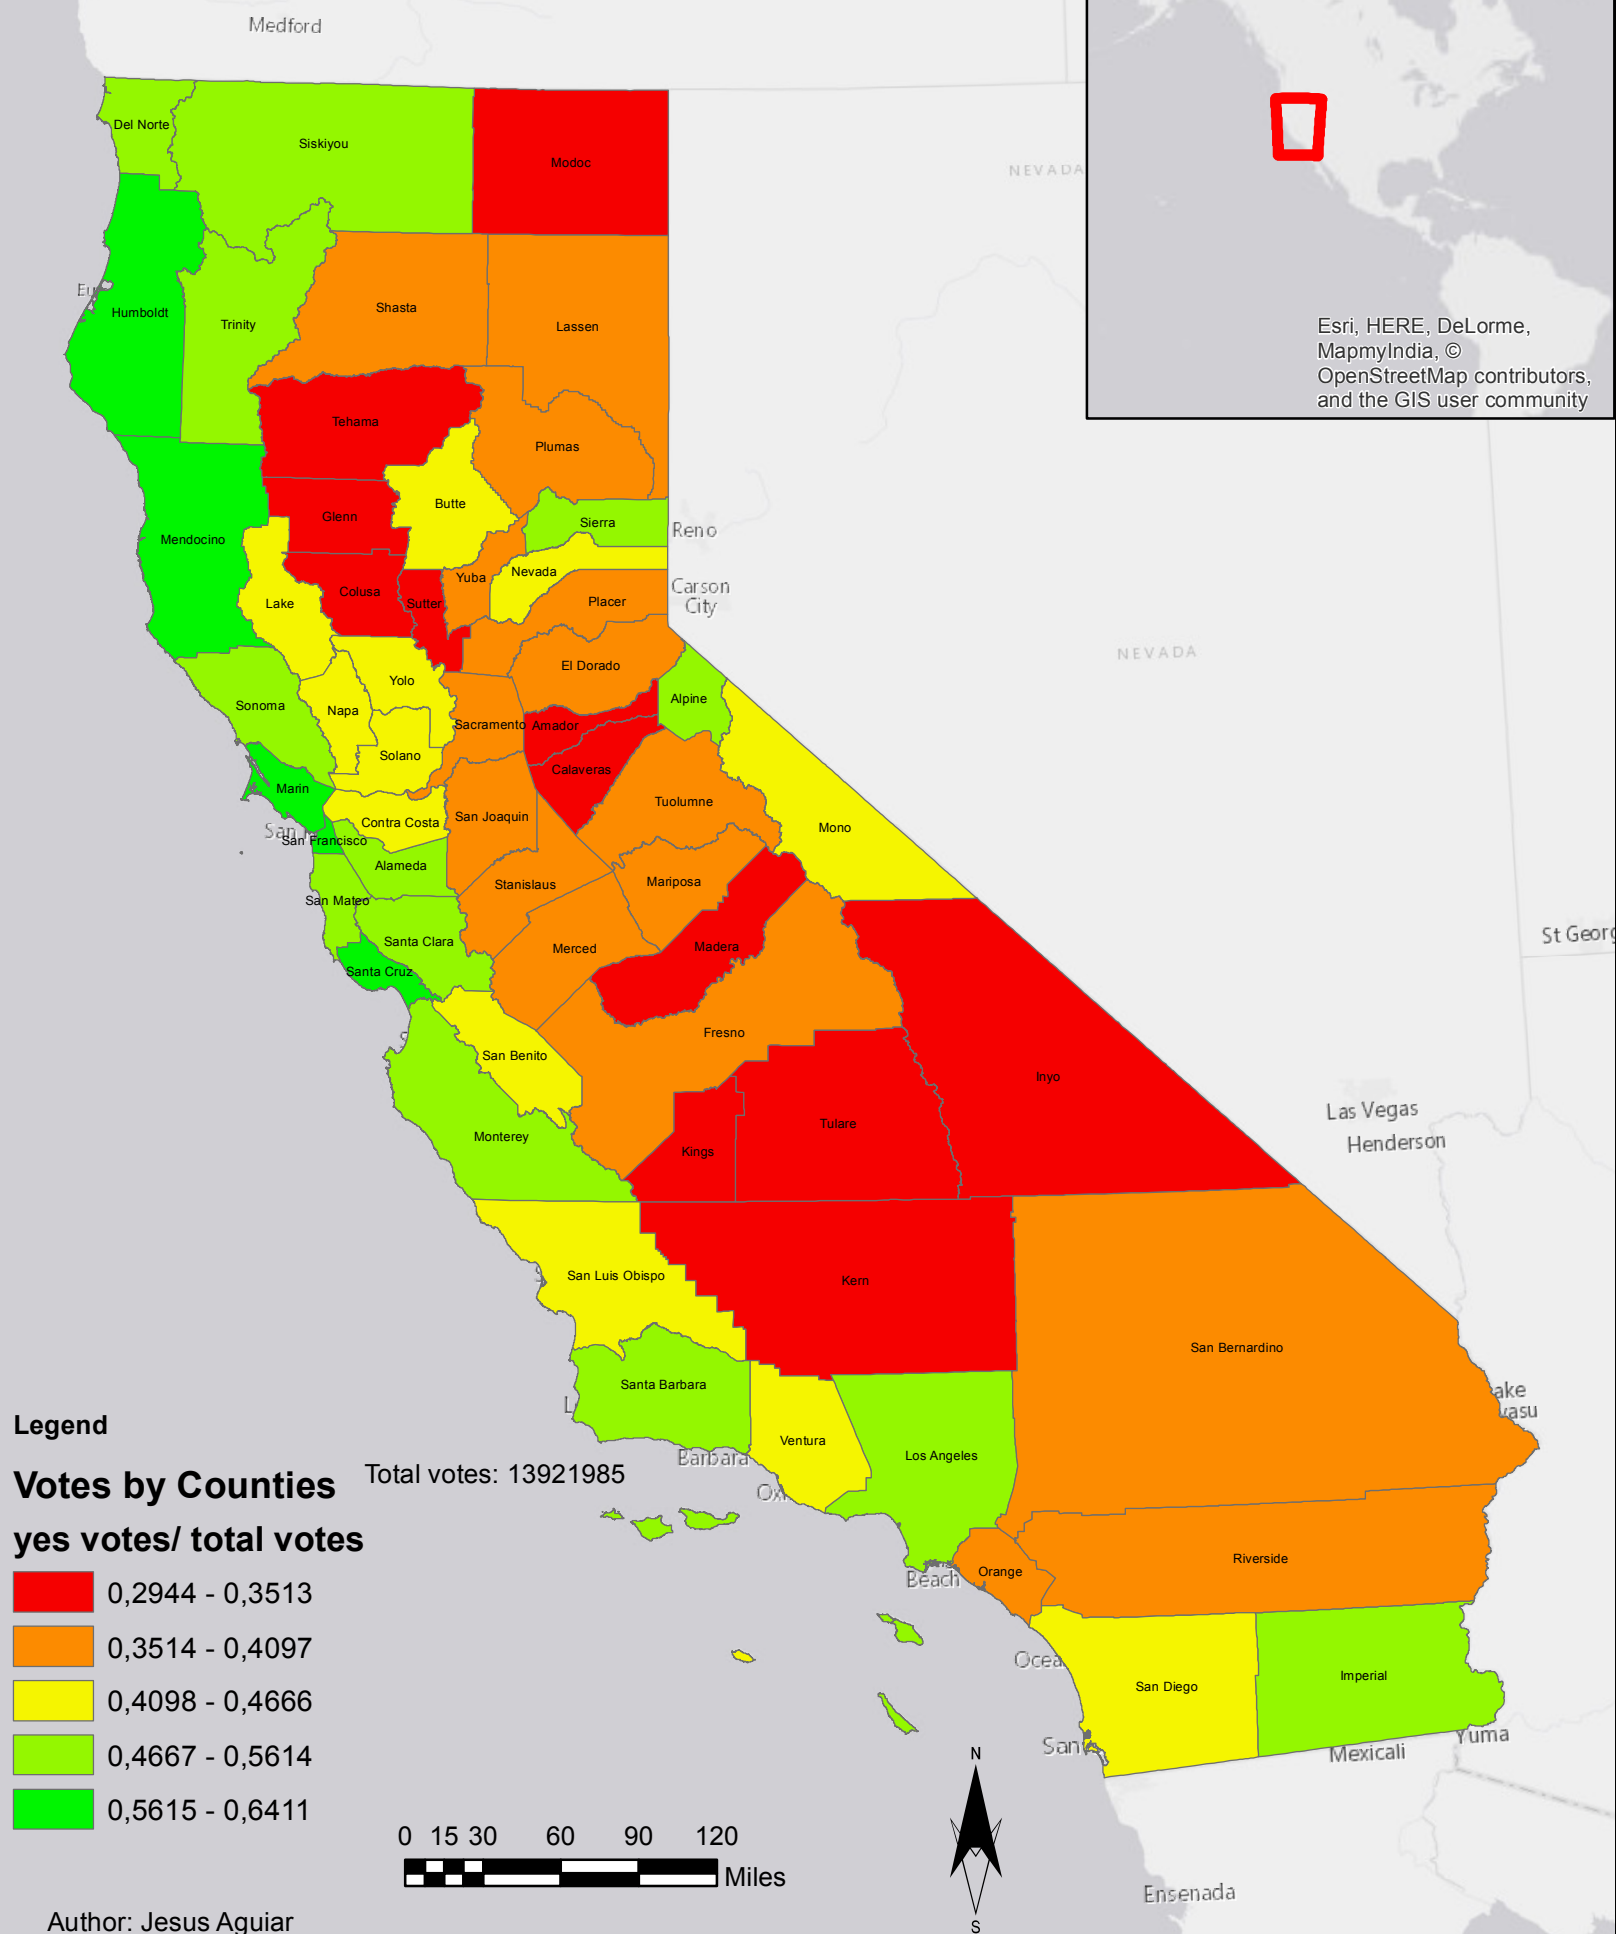 Medford
Del Norte
Siskiyou
Modoc
NEVADA
Eu
Humboldt
Trinity
Shasta
Lassen
Esri, HERE, DeLorme,
MapmyIndia, ©
OpenStreetMap contributors,
and the GIS user community
Tehama
Plumas
Butte
Glenn
Sierra
Reno
Mendocino
Nevada
Yuba
Carson
City
Colusa
Sutter
Lake
Placer
NEVADA
El Dorado
Yolo
Alpine
Sonoma
Napa
Sacramento
Amador
Solano
Calaveras
Marin
Tuolumne
San Joaquin
Contra Costa
Mono
San
San Francisco
Alameda
Mariposa
Stanislaus
San Mateo
St Georg
Santa Clara
Madera
Merced
Santa Cruz
Fresno
S
San Benito
Inyo
Las Vegas
Tulare
Monterey
Henderson
Kings
San Luis Obispo
Kern
San Bernardino
Santa Barbara
ake
vasu
L
Legend
Ventura
Los Angeles
Barbara
Votes by Counties
Total votes: 13921985
Ox
yes votes/ total votes
Riverside
Orange
Beach
0,2944 - 0,3513
0,3514 - 0,4097
Ocea
Imperial
San Diego
0,4098 - 0,4666
Yuma
San
Mexicali
0,4667 - 0,5614
N
0,5615 - 0,6411
0 15 30 60 90 120
Miles
Ensenada
Author: Jesus Aguiar
S